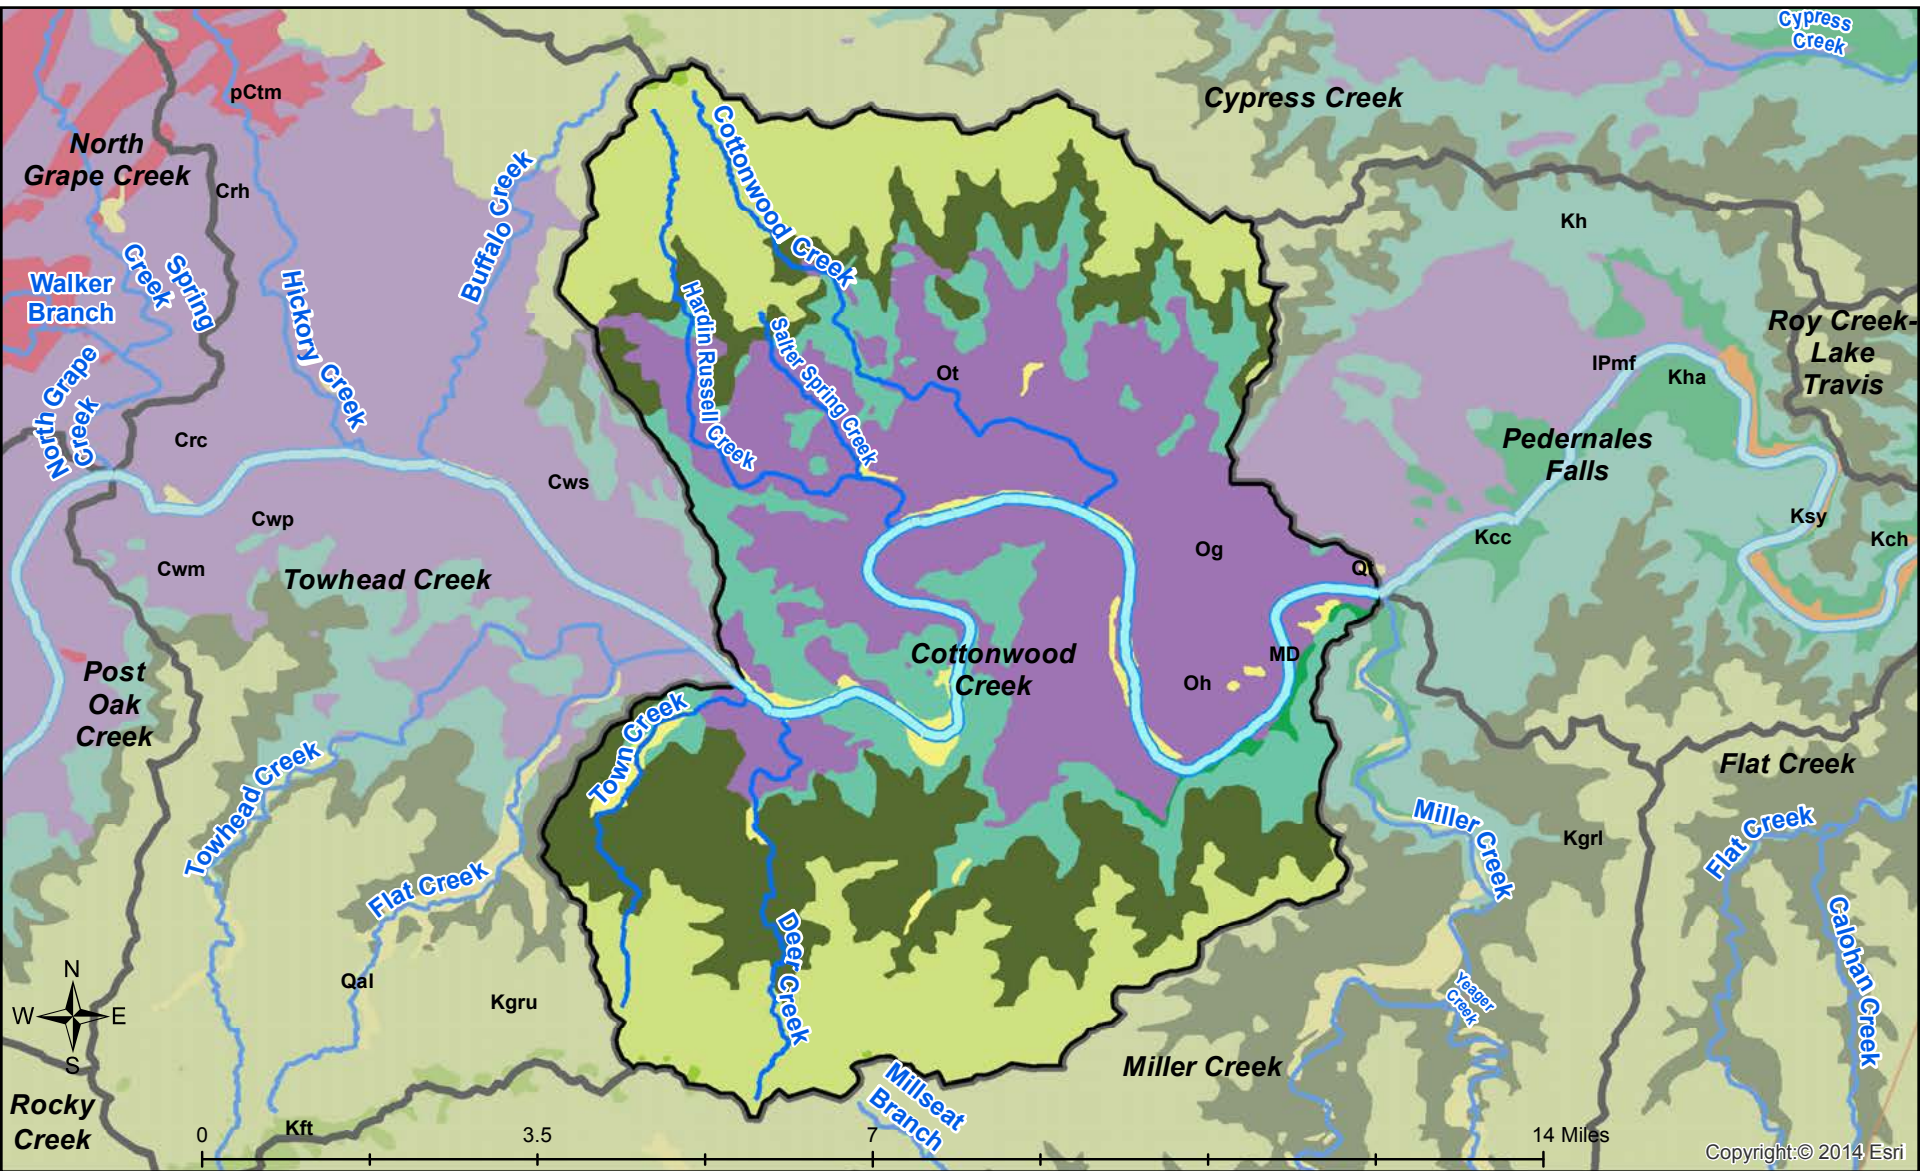 Cypress
Creek
pCtm
Cypress Creek
North
Grape Creek
Crh
Cottonwood Creek
Buffalo Creek
Kh
Spring
Creek
Walker
Branch
Hickory Creek
Hardin Russell Creek
Salter Spring Creek
Roy Creek-
Lake
Travis
North Grape
Creek
Ot
IPmf
Kha
Crc
Pedernales
Falls
Cws
Cwp
Ksy
Kcc
Kch
Og
Cwm
Towhead Creek
Qt
Post
Oak
Creek
Cottonwood
Creek
MD
Oh
Town Creek
Towhead Creek
Flat Creek
Miller Creek
Flat Creek
Kgrl
Flat Creek
Calohan Creek
Deer Creek
Qal
Kgru
Yeager
Creek
N
W
E
S
Miller Creek
Millseat
Branch
Rocky
Creek
Kft
0
3.5
7
14 Miles
Copyright:© 2014 Esri